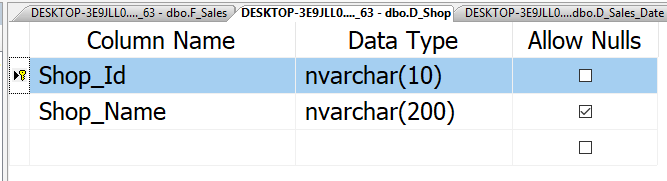 DESKTOP-3E9JLL0...._63 - dbo.F_Sales DESKTOP-3E9JLL0...._63 - dbo.D_Shop DESKTOP-3E9JLL0....dbo.D_Sales_Date
Column Name Data Type Allow Nulls
Shop_Id nvarchar(10)
Shop_Name nvarchar(200)